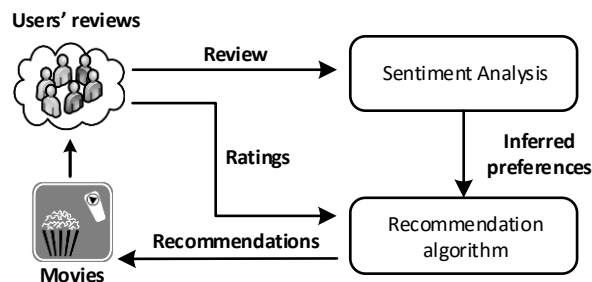 Users' reviews
Review
Sentiment Analysis
Ratings
Inferred
preferences
Recommendations
Recommendation
algorithm
Movies